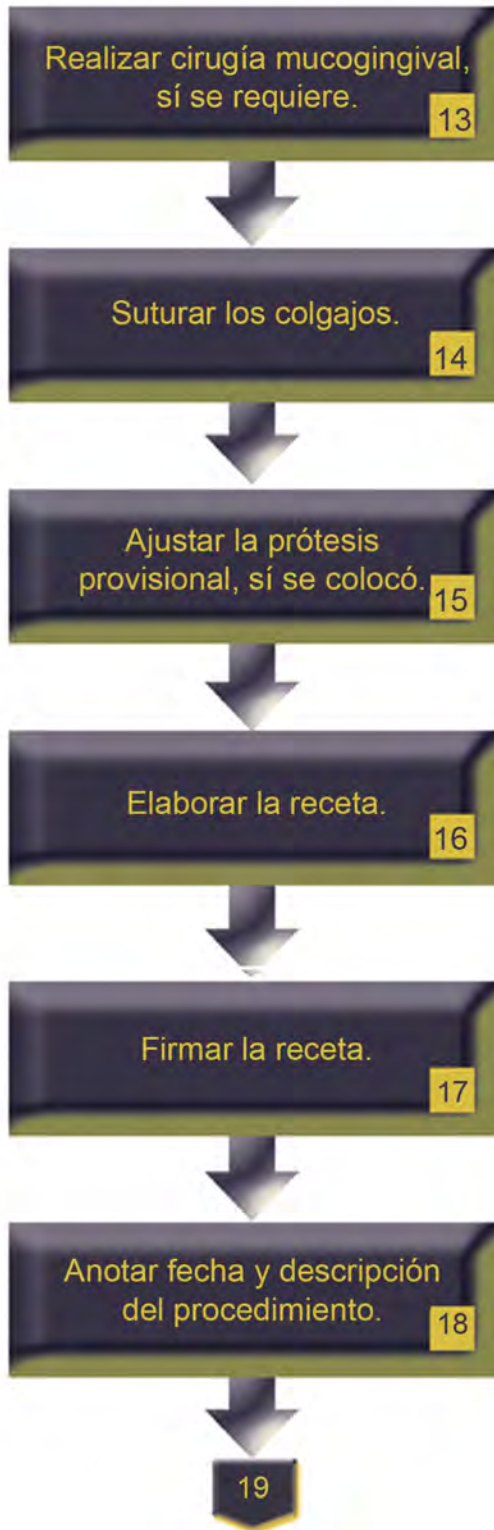 Realizar cirugía mucogingival,
sí se requiere.
13
Suturar los colgajos.
14
Ajustar la prótesis
provisional, sí se colocó.
15
Elaborar la receta.
16
Firmar la receta.
17
Anotar fecha y descripción
del procedimiento.
18
19